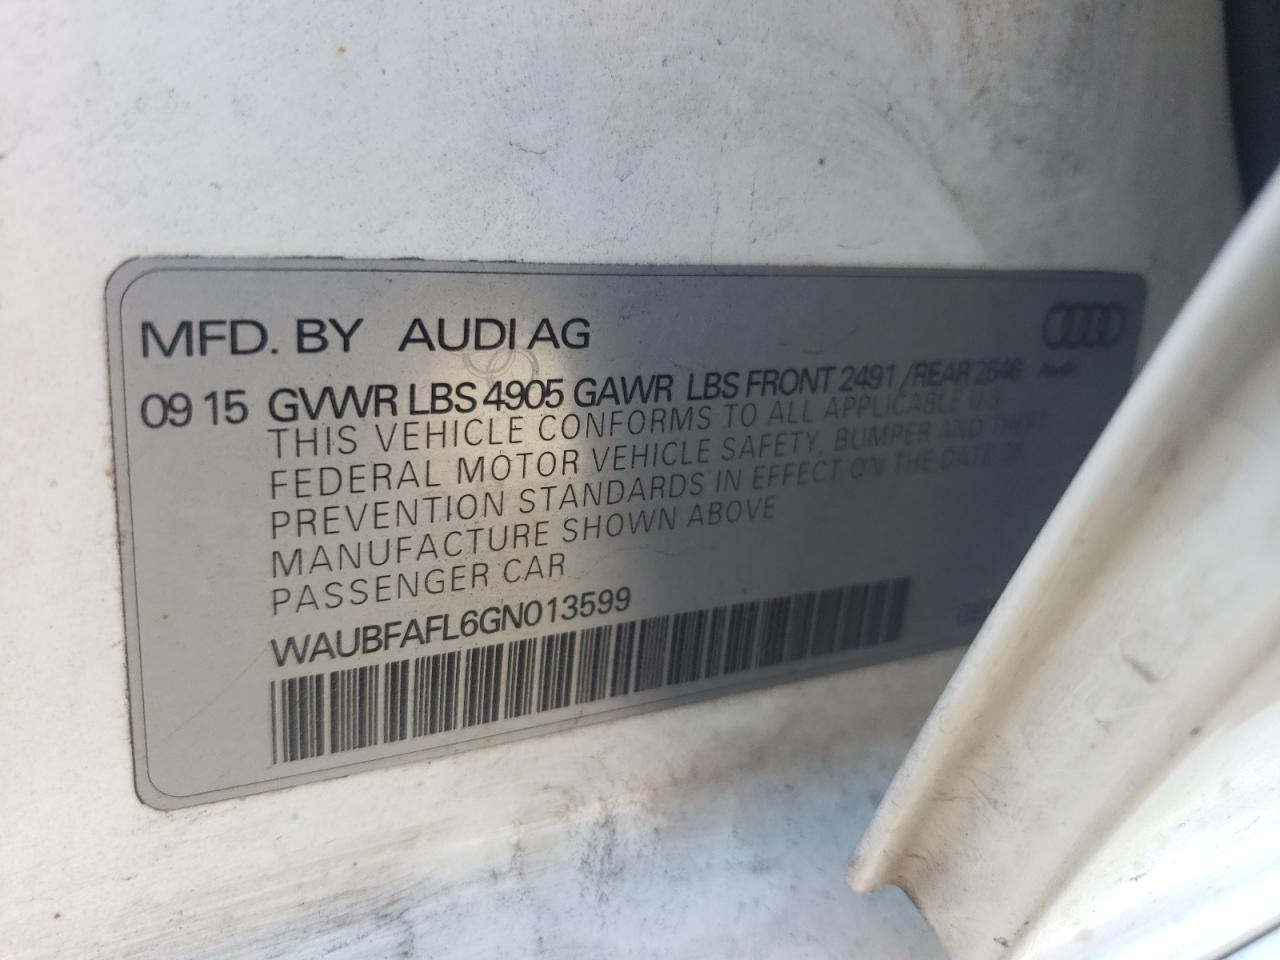 MFD. BY AUDI AG
09 15 GVWR LBS 4905 GAWR LBS FRONT 2491 /REAR 2546
THIS VEHICLE CONFORMS TO ALL APPLICABLE U.S.
FEDERAL MOTOR VEHICLE SAFETY, BUMPER AND THEFT
PREVENTION STANDARDS IN EFFECT ON THE DATE OF
MANUFACTURE SHOWN ABOVE
PASSENGER CAR
WAUBFAFL6GN013599